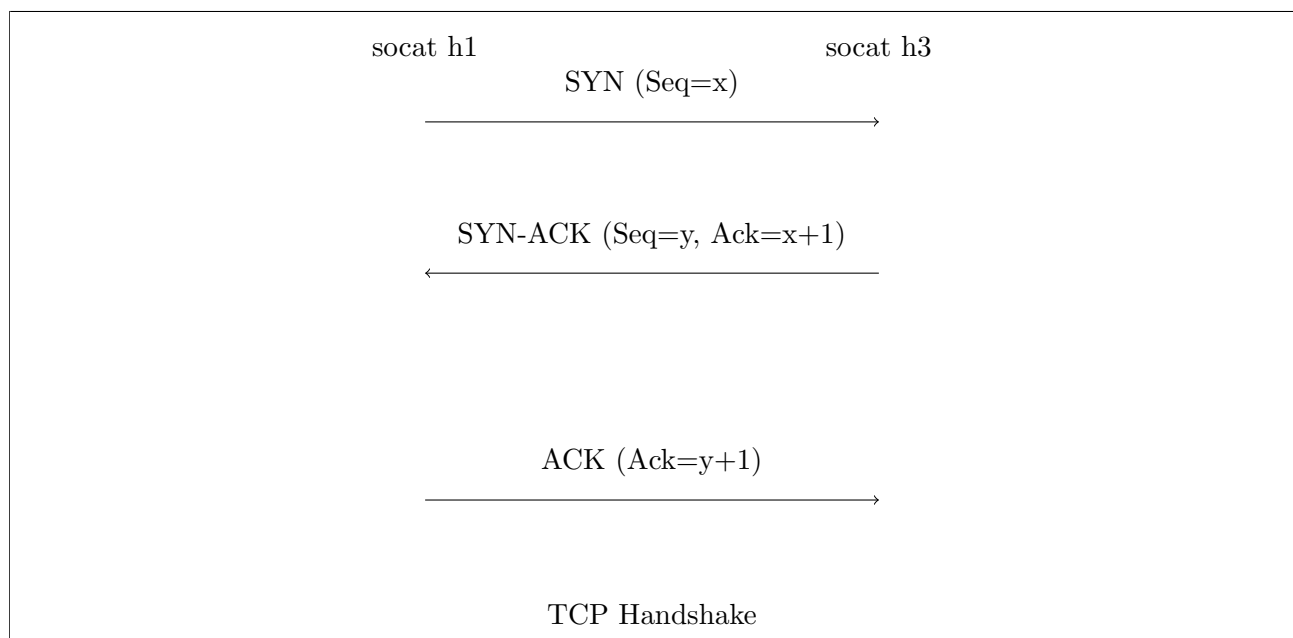 socat h1 socat h3
SYN (Seq=x)
SYN-ACK (Seq=y, Ack=x+1)
ACK (Ack=y+1)
TCP Handshake